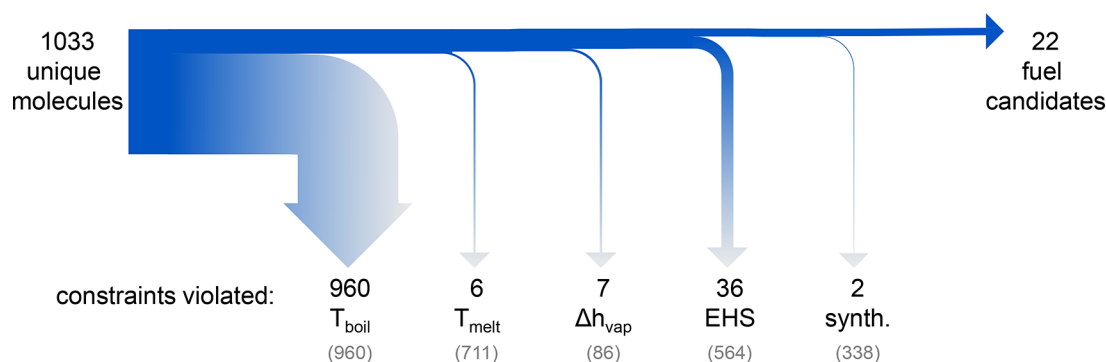 1033
unique
molecules
22
fuel
candidates
constraints violated:
960
6
7
36
2
T_boil
T_melt
Δh_vap
EHS
synth.
(960)
(711)
(86)
(564)
(338)